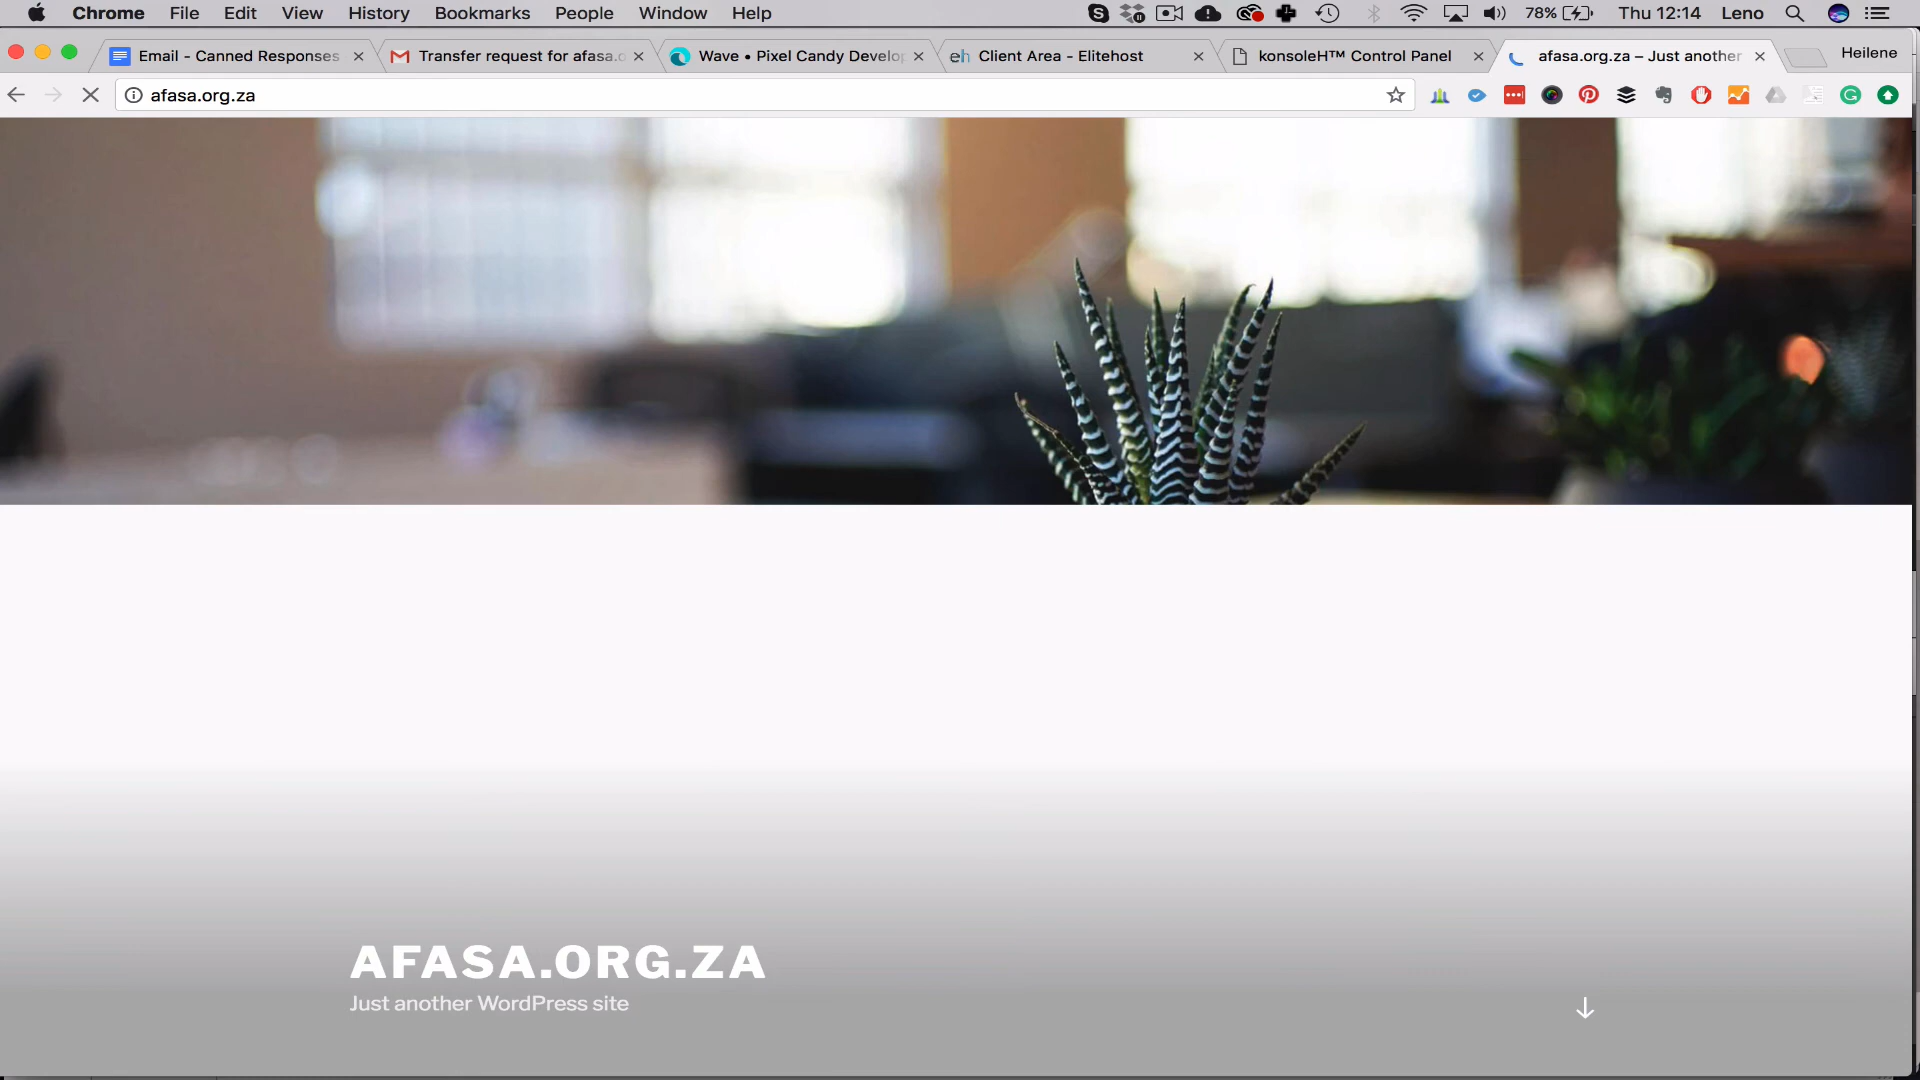 Chrome File Edit View History Bookmarks People Window Help 78% Thu 12:14 Leno
Email - Canned Responses Transfer request for afasa.o Wave • Pixel Candy Develop eh Client Area - Elitehost konsoleH™ Control Panel afasa.org.za – Just another Heilene
afasa.org.za
AFASA.ORG.ZA
Just another WordPress site